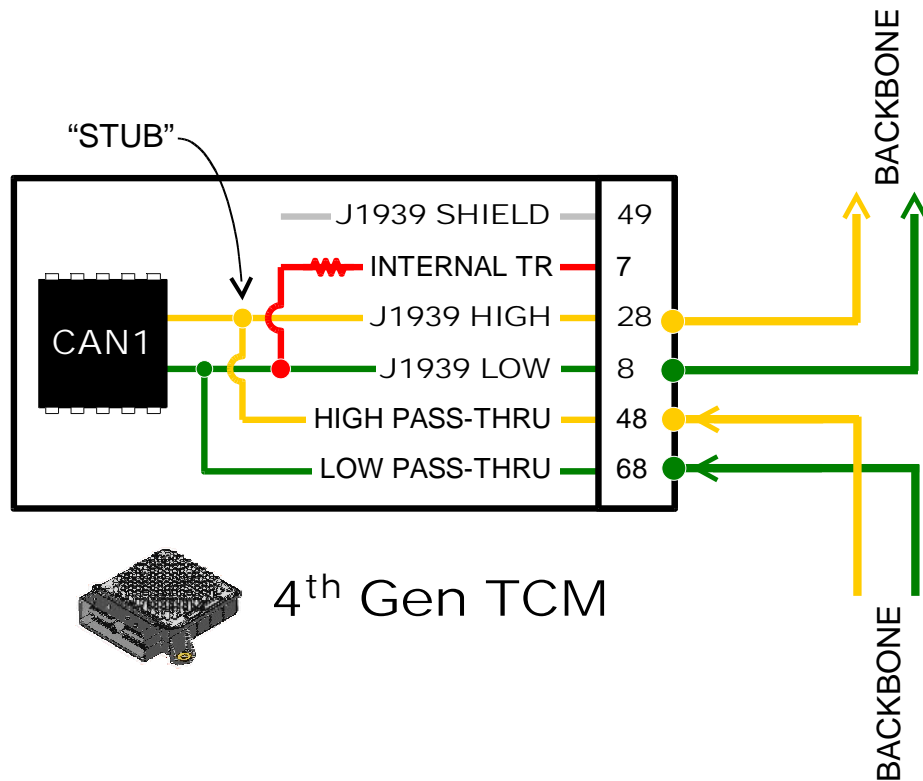 BACKBONE
“STUB”
J1939 SHIELD 49
INTERNAL TR 7
CAN1
J1939 HIGH 28
J1939 LOW 8
HIGH PASS-THRU 48
LOW PASS-THRU 68
4th Gen TCM
BACKBONE